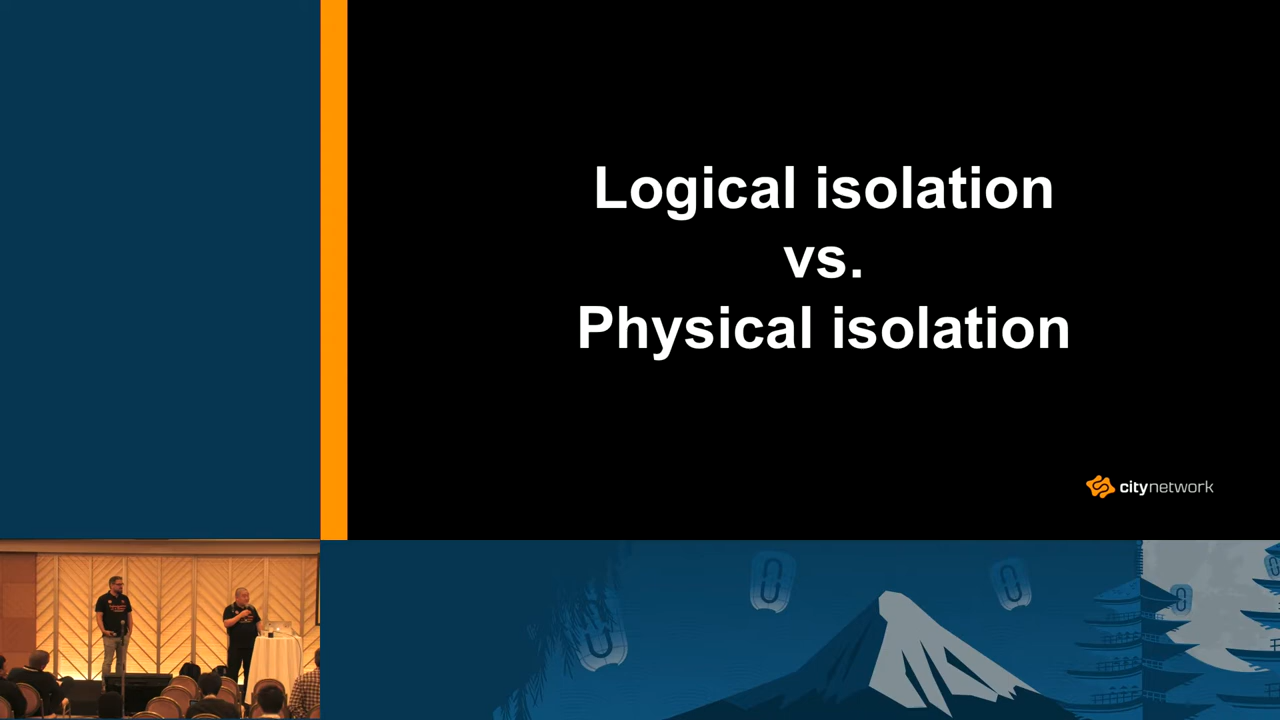 Logical isolation
vs.
Physical isolation
citynetwork